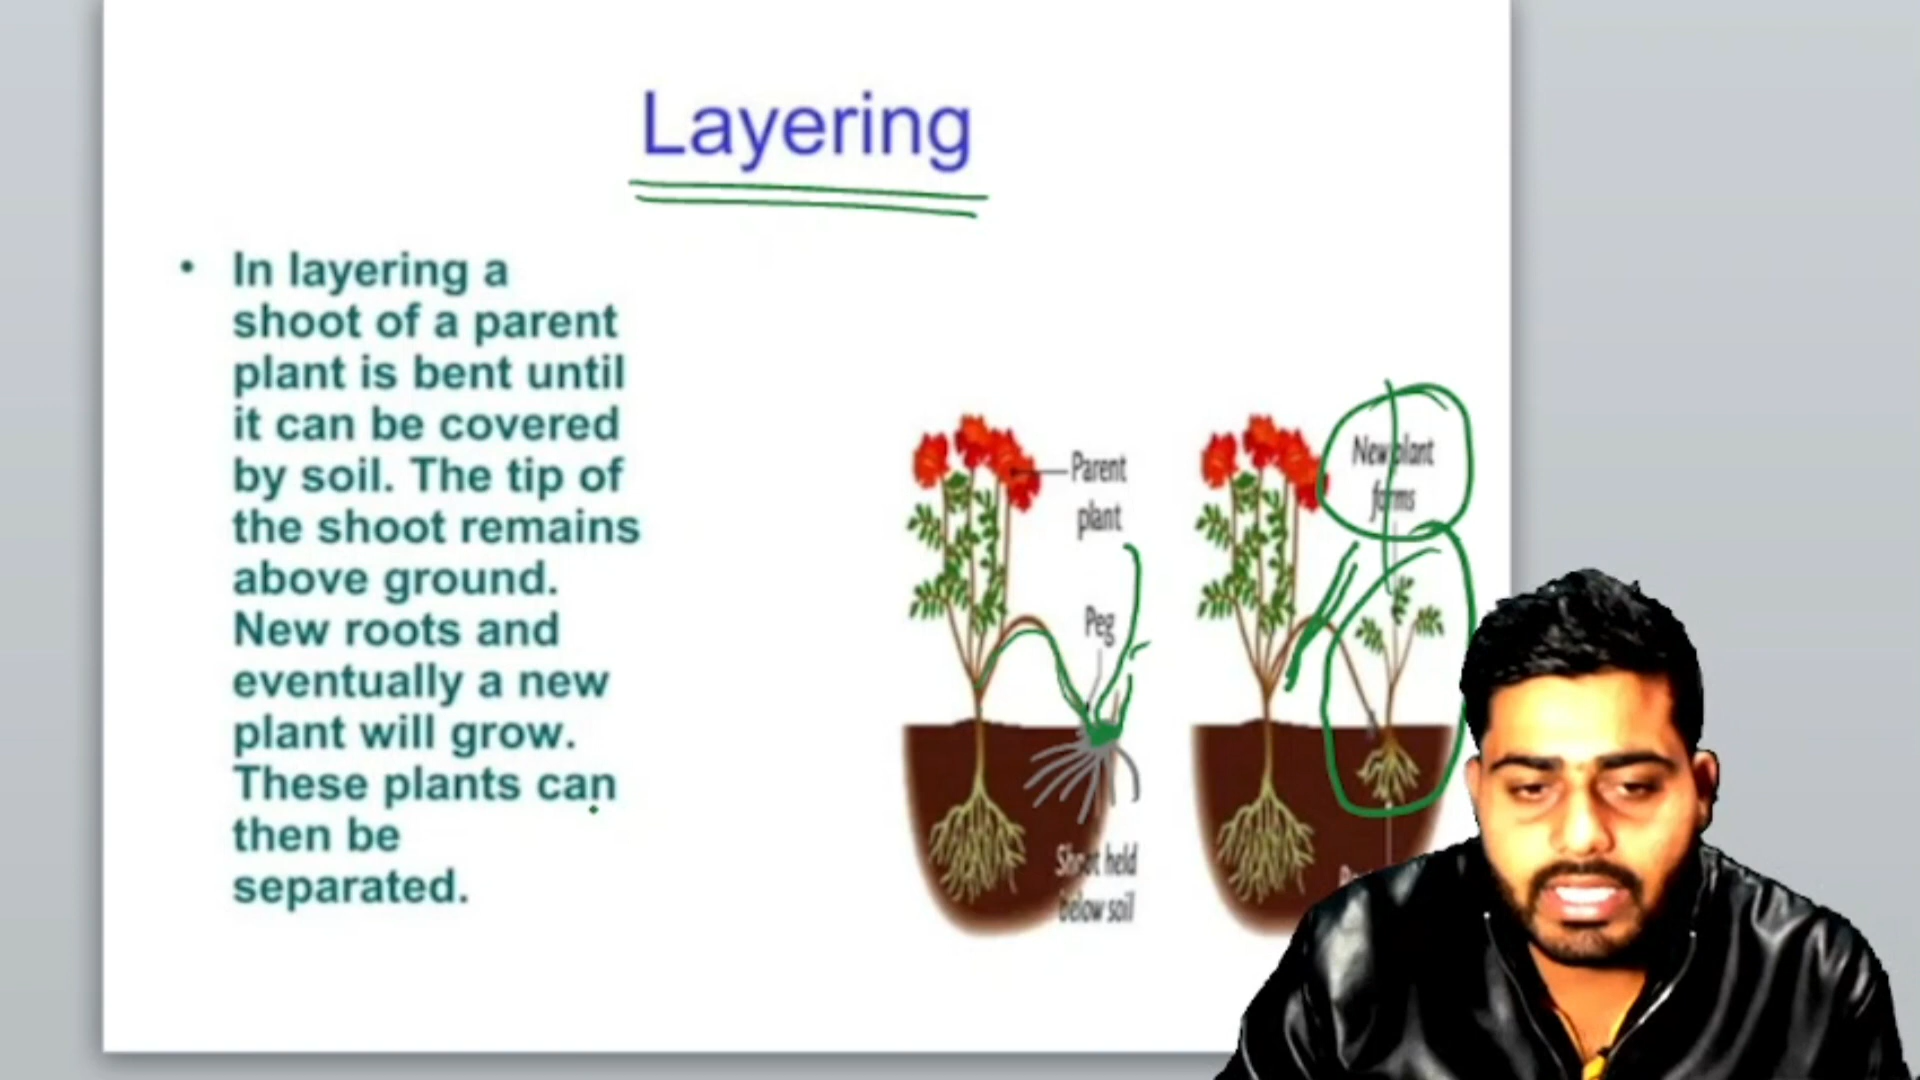 Layering
• In layering a
shoot of a parent
plant is bent until
it can be covered
by soil. The tip of
the shoot remains
above ground.
New roots and
eventually a new
plant will grow.
These plants can
then be
separated.
Parent
plant
Peg
Shoot held
below soil
New plant
forms